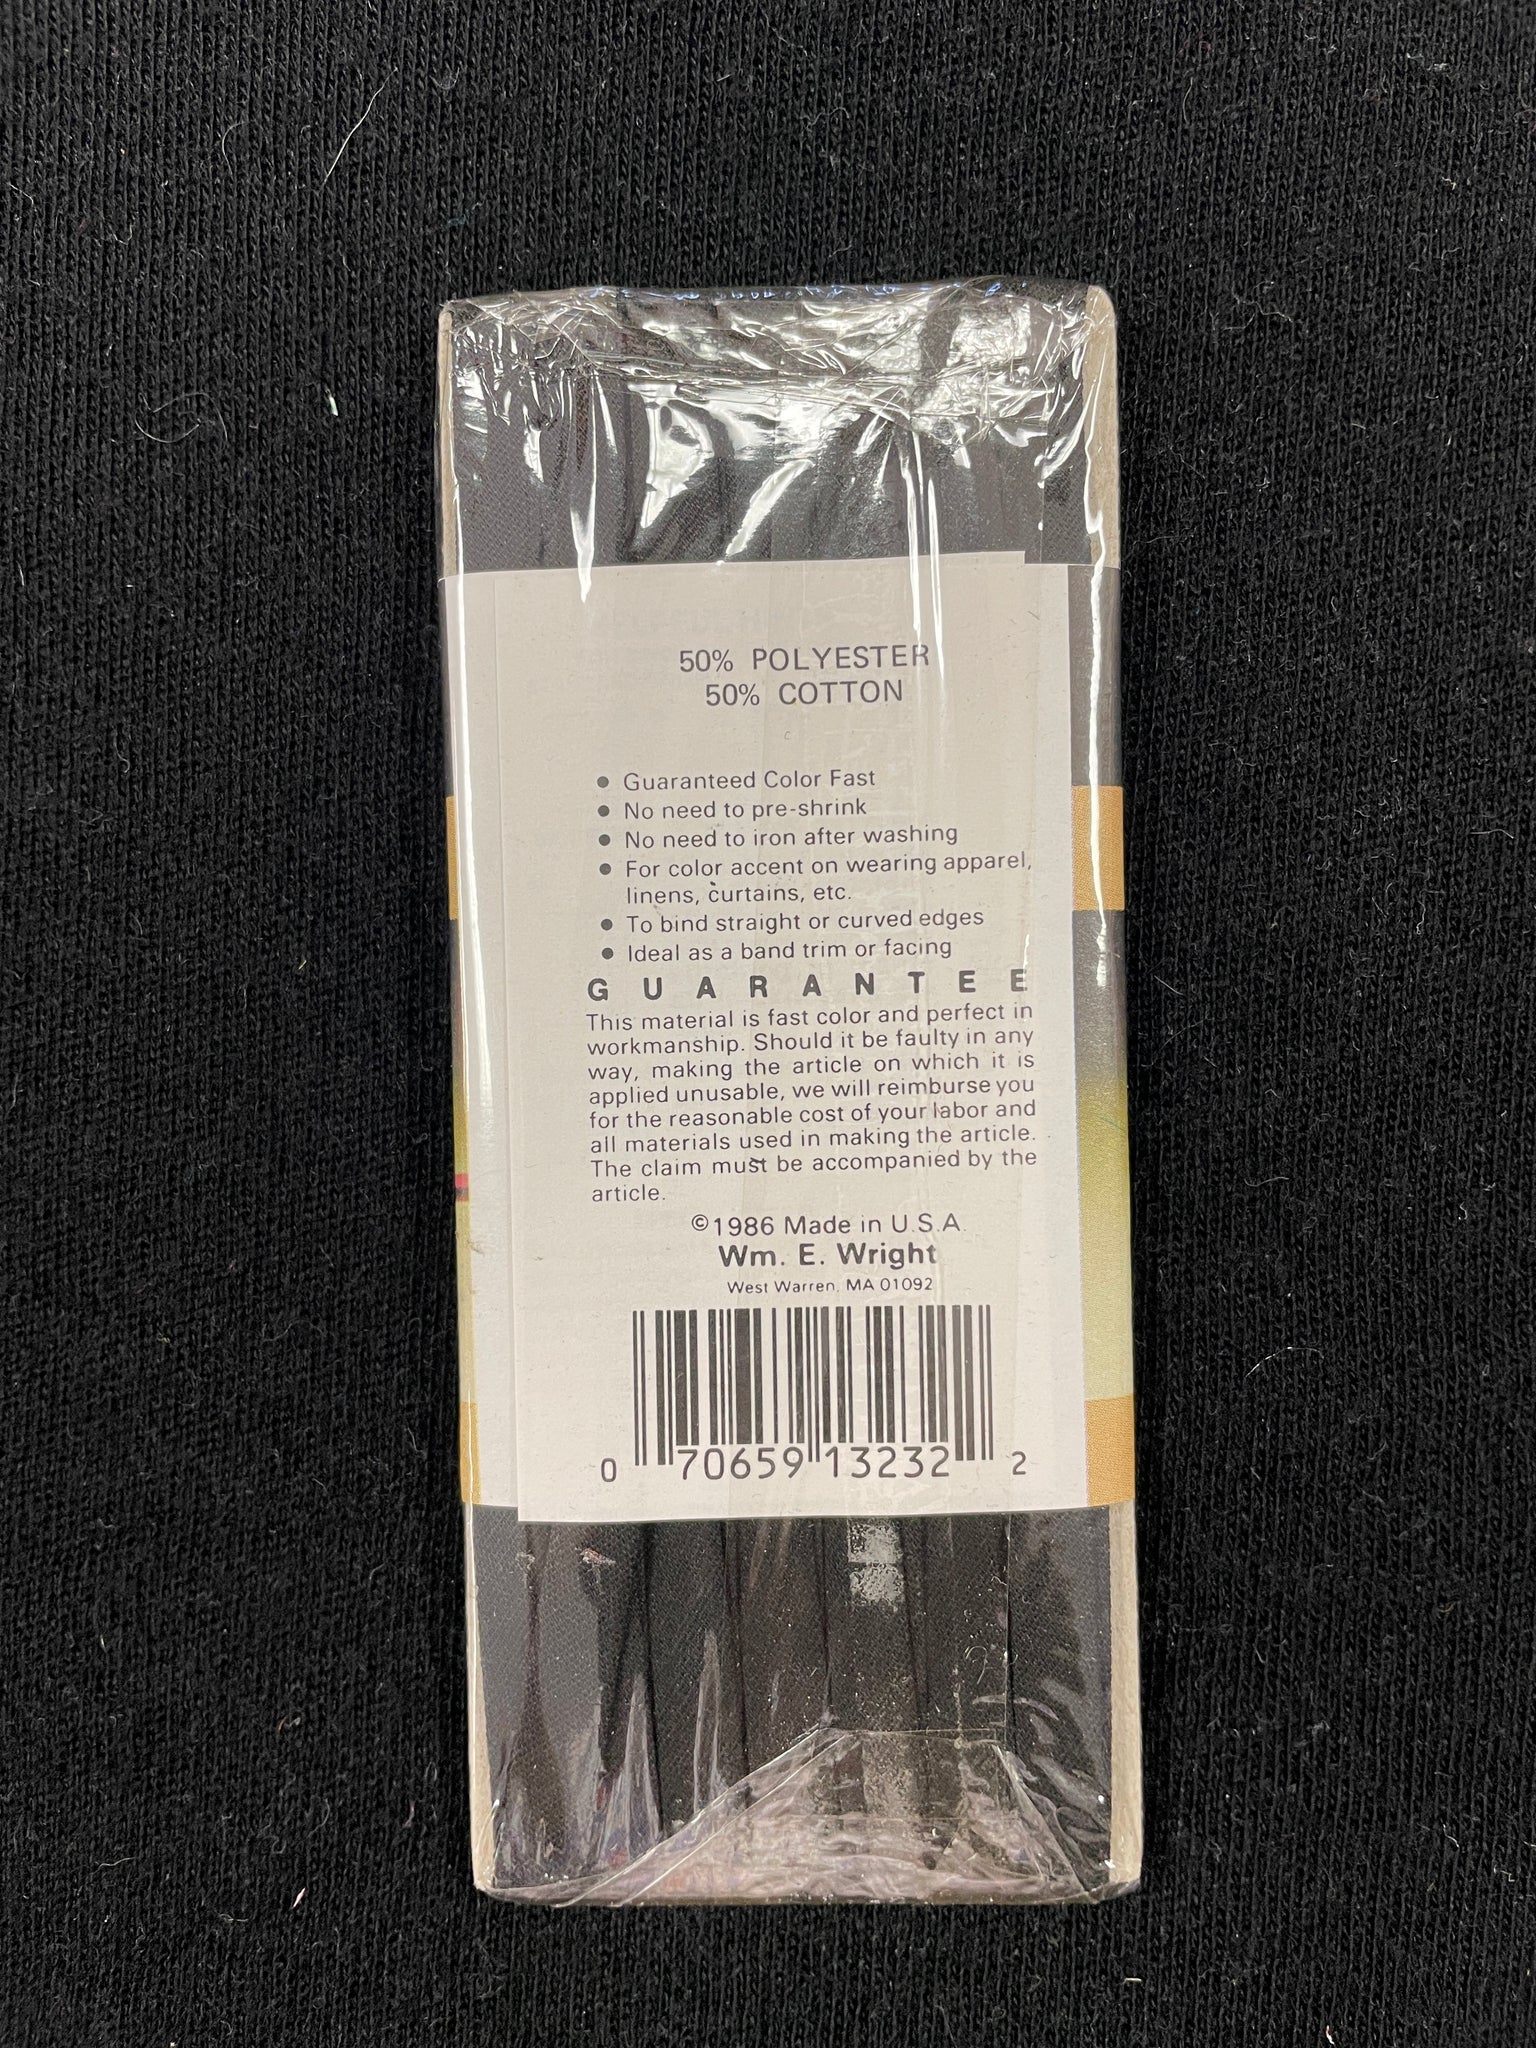 50% POLYESTER
50% COTTON
• Guaranteed Color Fast
• No need to pre-shrink
• No need to iron after washing
• For color accent on wearing apparel,
linens, curtains, etc.
• To bind straight or curved edges
• Ideal as a band trim or facing
GUARANTEE
This material is fast color and perfect in
workmanship. Should it be faulty in any
way, making the article on which it is
applied unusable, we will reimburse you
for the reasonable cost of your labor and
all materials used in making the article.
The claim must be accompanied by the
article.
©1986 Made in U.S.A.
Wm. E. Wright
West Warren, MA 01092
0 70659 13232 2